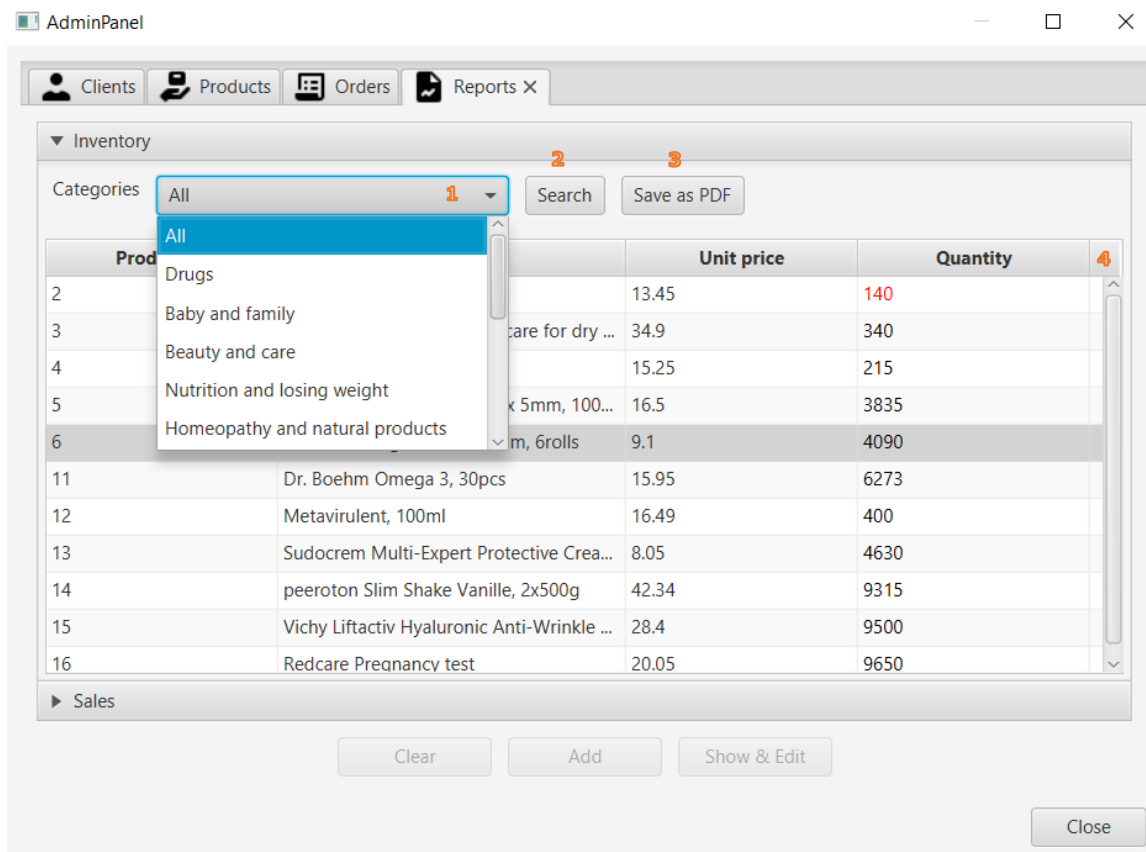 AdminPanel
Clients Products Orders Reports
Inventory
2 3
Categories All 1 Search Save as PDF
All
Prod Unit price Quantity 4
Drugs
2 13.45 140
Baby and family
3 care for dry ... 34.9 340
Beauty and care
4 15.25 215
Nutrition and losing weight
5 x 5mm, 100... 16.5 3835
Homeopathy and natural products
6 m, 6rolls 9.1 4090
11 Dr. Boehm Omega 3, 30pcs 15.95 6273
12 Metavirulent, 100ml 16.49 400
13 Sudocrem Multi-Expert Protective Crea... 8.05 4630
14 peeroton Slim Shake Vanille, 2x500g 42.34 9315
15 Vichy Liftactiv Hyaluronic Anti-Wrinkle ... 28.4 9500
16 Redcare Pregnancy test 20.05 9650
Sales
Clear Add Show & Edit
Close